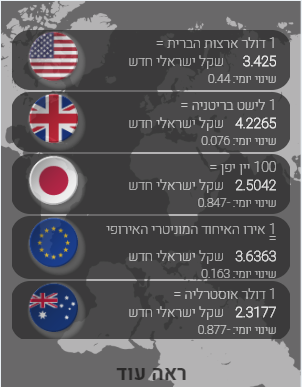 1 דולר ארצות הברית =
3.425 שקל ישראלי חדש
שינוי יומי: 0.44
1 לישט בריטניה =
4.2265 שקל ישראלי חדש
שינוי יומי: 0.076
100 יין יפן =
2.5042 שקל ישראלי חדש
שינוי יומי: -0.847
1 אירו האיחוד המוניטרי האירופי
=
3.6363 שקל ישראלי חדש
שינוי יומי: 0.163
1 דולר אוסטרליה =
2.3177 שקל ישראלי חדש
שינוי יומי: -0.877
ראה עוד